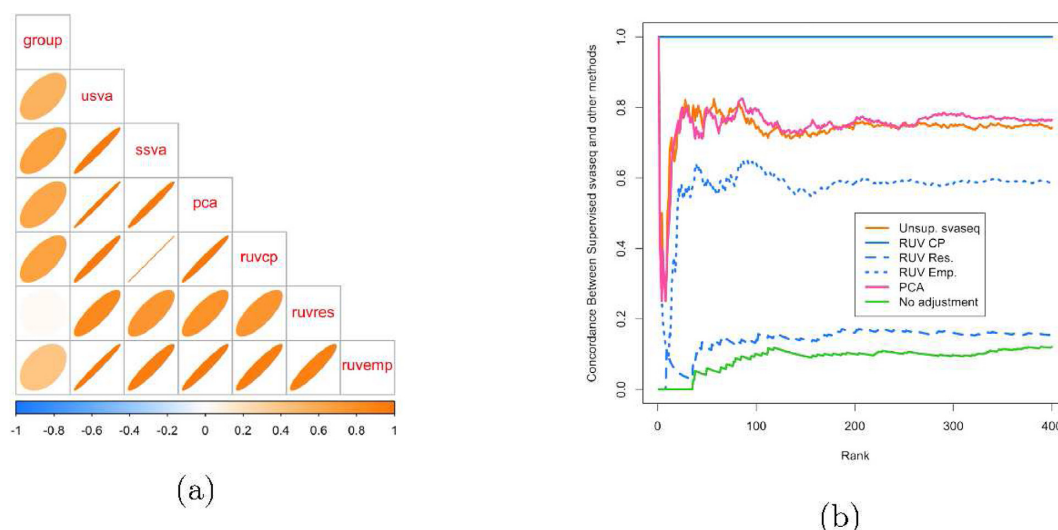 group
usva
ssva
pca
ruvcp
ruvres
ruvemp
-1 -0.8 -0.6 -0.4 -0.2 0 0.2 0.4 0.6 0.8 1
(a)
Concordance Between Supervised svaseq and other methods
1.0
0.8
0.6
0.4
0.2
0.0
Unsup. svaseq
RUV CP
RUV Res.
RUV Emp.
PCA
No adjustment
0 100 200 300 400
Rank
(b)